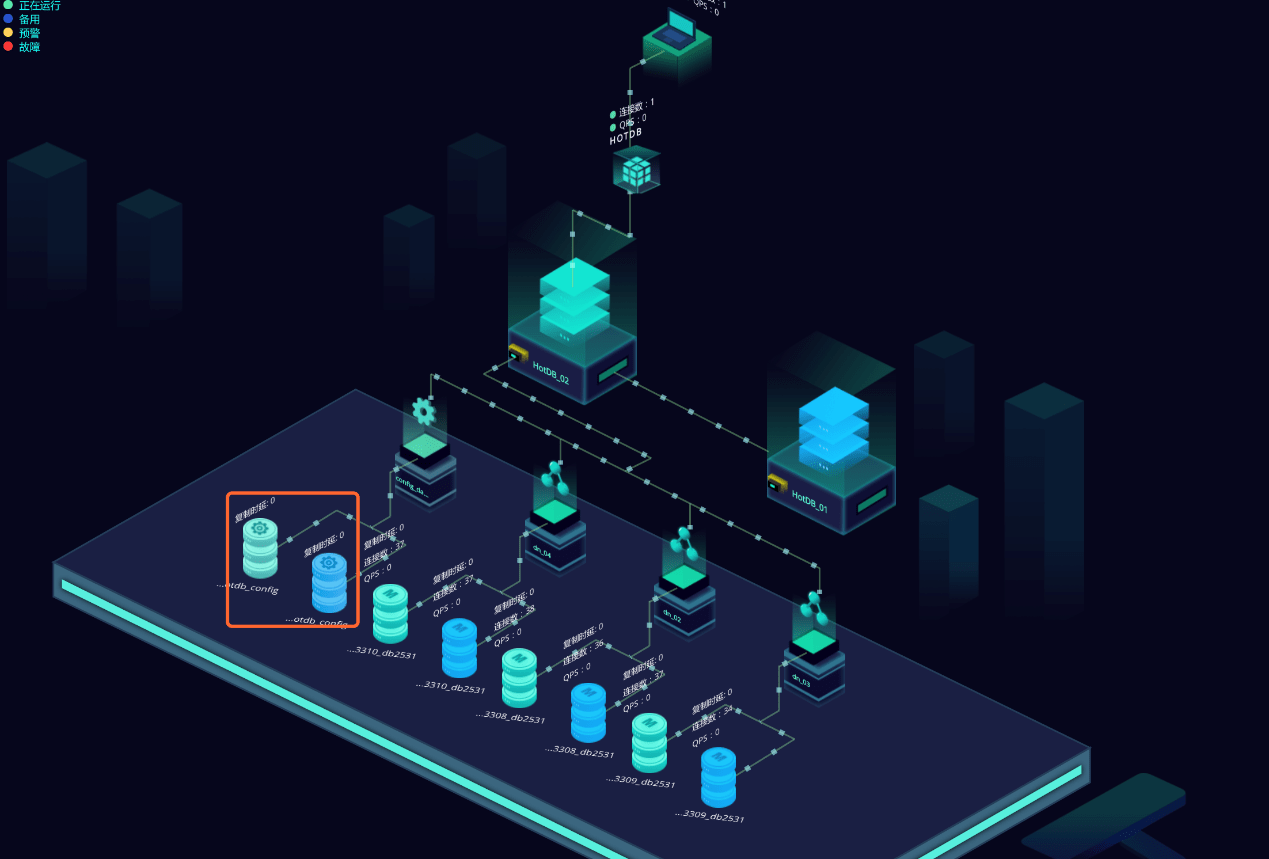 正在运行
备用
预警
故障
: 1
QPS : 0
连接数 : 1
QPS : 0
HOTDB
HotDB_02
HotDB_01
config_da...
dn_04
dn_02
dn_03
复制时延: 0
...otdb_config
复制时延: 0
...otdb_config
复制时延: 0
连接数 : 37
QPS : 0
...3310_db2531
复制时延: 0
连接数 : 37
QPS : 0
...3310_db2531
复制时延: 0
连接数 : 38
QPS : 0
...3308_db2531
复制时延: 0
连接数 : 36
QPS : 0
...3308_db2531
复制时延: 0
连接数 : 37
QPS : 0
...3309_db2531
复制时延: 0
连接数 : 34
QPS : 0
...3309_db2531